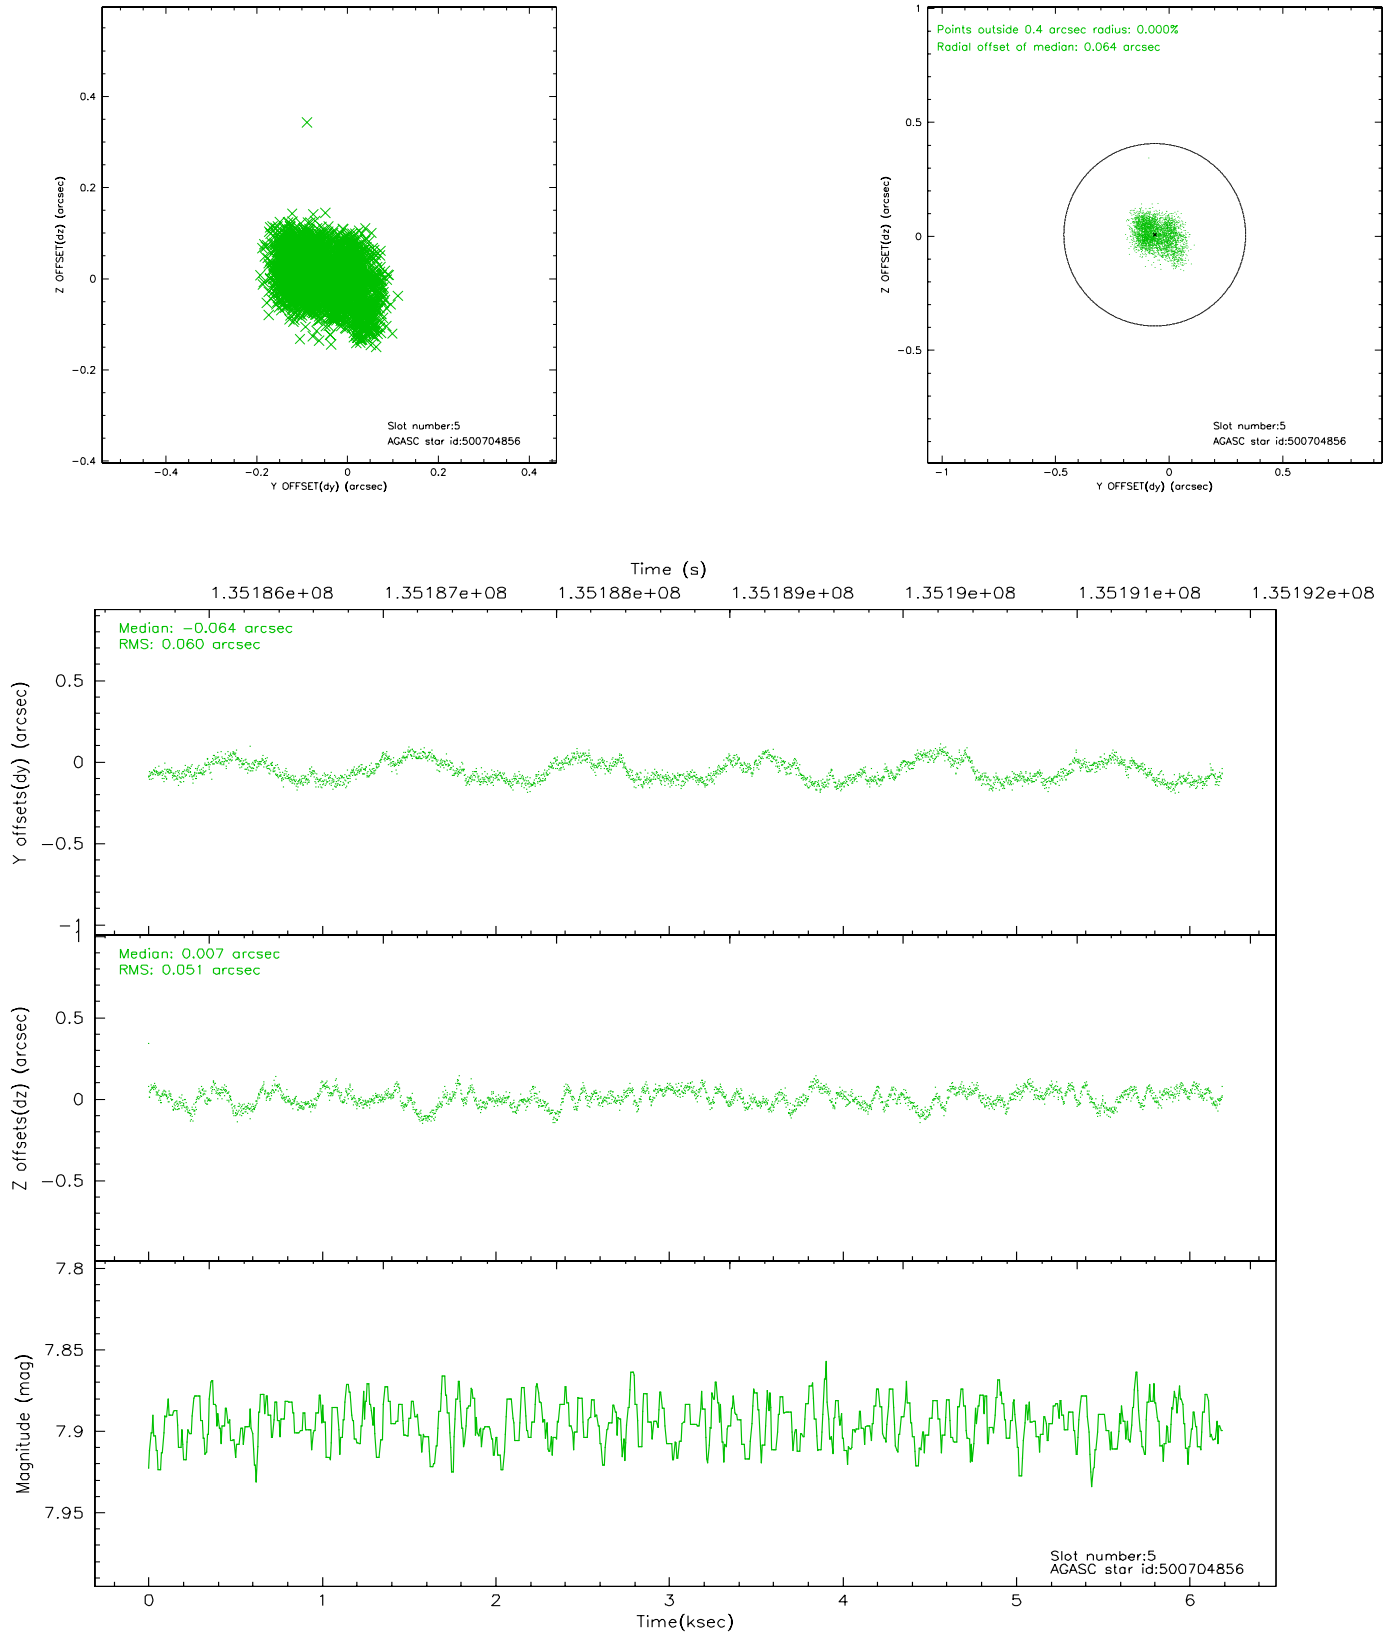 0.4
0.2
0
−0.2
−0.4
−0.4
−0.2
0
0.2
0.4
Z OFFSET(dz) (arcsec)
Y OFFSET(dy) (arcsec)
Slot number:5
AGASC star id:500704856
Points outside 0.4 arcsec radius: 0.000%
Radial offset of median: 0.064 arcsec
1
0.5
0
−0.5
−1
−0.5
0
0.5
Z OFFSET(dz) (arcsec)
Y OFFSET(dy) (arcsec)
Slot number:5
AGASC star id:500704856
Time (s)
1.35186e+08
1.35187e+08
1.35188e+08
1.35189e+08
1.3519e+08
1.35191e+08
1.35192e+08
Median: −0.064 arcsec
RMS: 0.060 arcsec
0.5
0
−0.5
−1
Y offsets(dy) (arcsec)
Median: 0.007 arcsec
RMS: 0.051 arcsec
1
0.5
0
−0.5
Z offsets(dz) (arcsec)
7.8
7.85
7.9
7.95
Magnitude (mag)
Slot number:5
AGASC star id:500704856
0
1
2
3
4
5
6
Time(ksec)